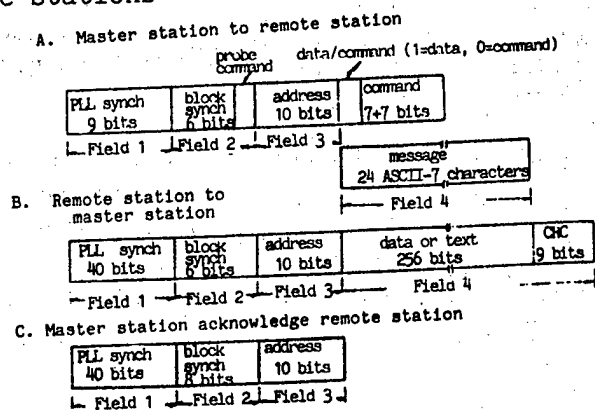 A. Master station to remote station
probe command
data/command (1=data, 0=command)
PLL synch 9 bits
block synch 6 bits
address 10 bits
command 7+7 bits
Field 1
Field 2
Field 3
message
24 ASCII-7 characters
Field 4
B. Remote station to
master station
PLL synch 40 bits
block synch 6 bits
address 10 bits
data or text 256 bits
CRC 9 bits
Field 1
Field 2
Field 3
Field 4
C. Master station acknowledge remote station
PLL synch 40 bits
block synch 8 bits
address 10 bits
Field 1
Field 2
Field 3